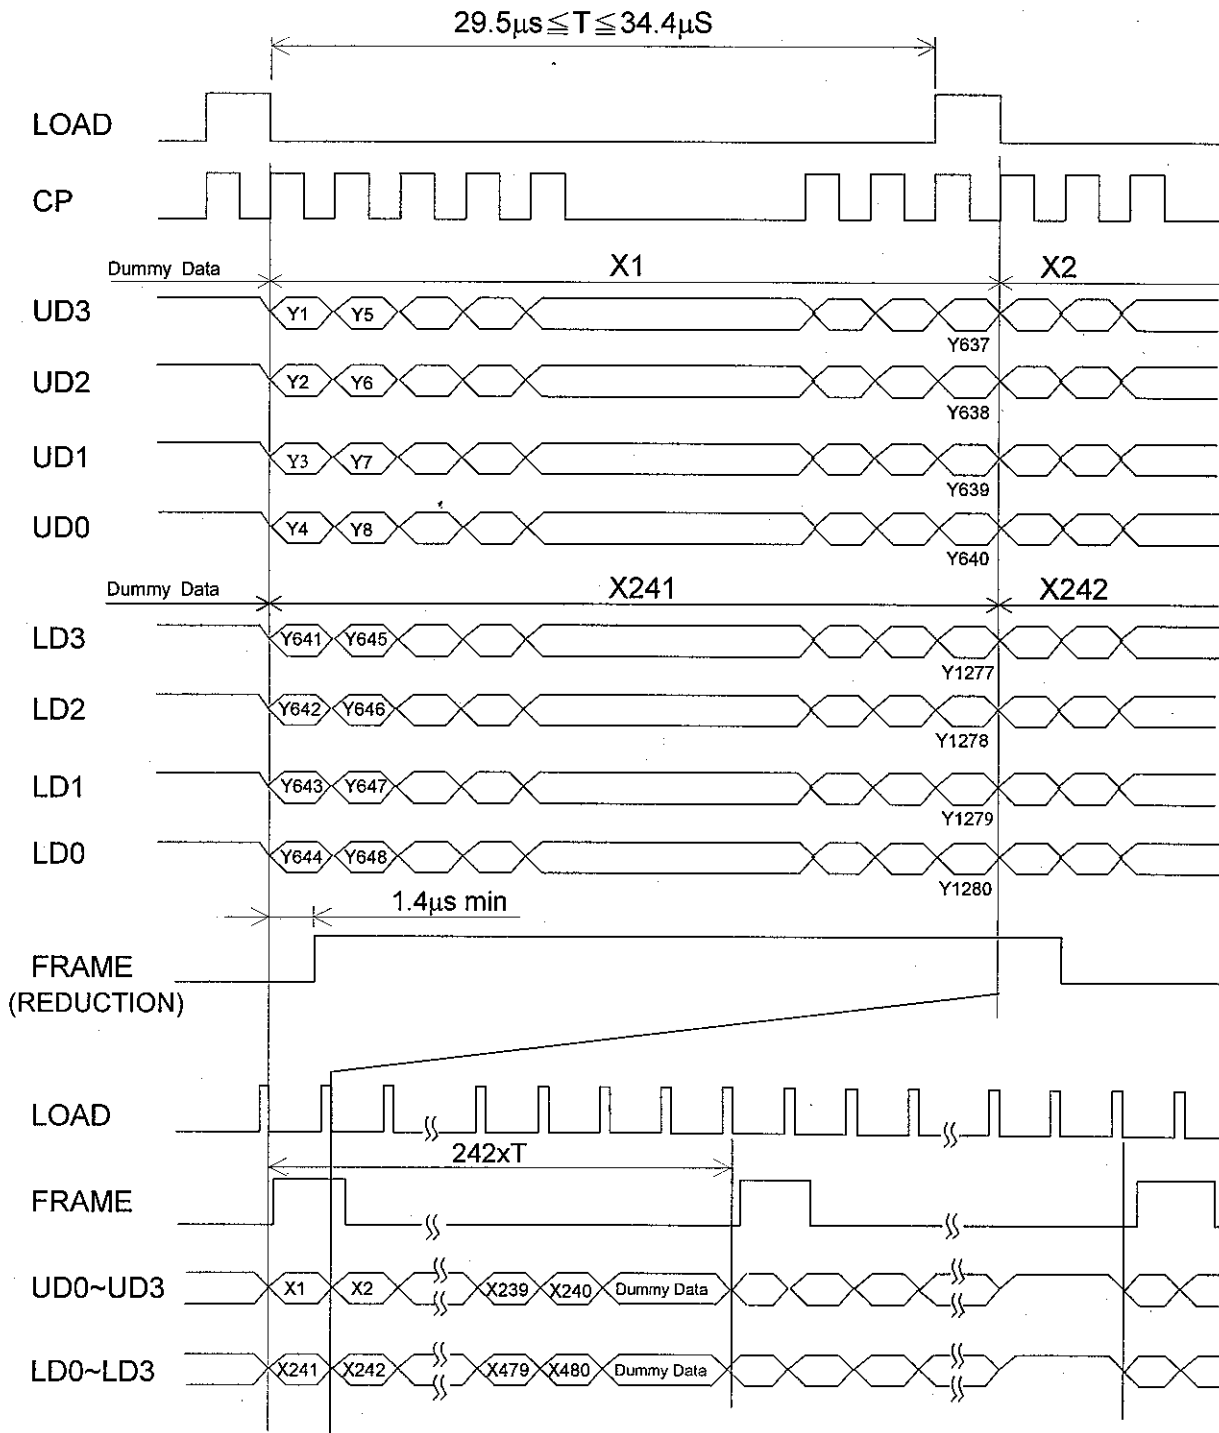 29.5μs≦T≦34.4μS
LOAD
CP
Dummy Data X1 X2
UD3 Y1 Y5 Y637
UD2 Y2 Y6 Y638
UD1 Y3 Y7 Y639
UD0 Y4 Y8 Y640
Dummy Data X241 X242
LD3 Y641 Y645 Y1277
LD2 Y642 Y646 Y1278
LD1 Y643 Y647 Y1279
LD0 Y644 Y648 Y1280
1.4μs min
FRAME
(REDUCTION)
LOAD
242xT
FRAME
UD0~UD3 X1 X2 X239 X240 Dummy Data
LD0~LD3 X241 X242 X479 X480 Dummy Data